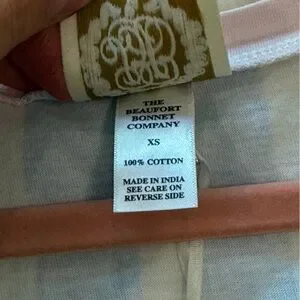 THE
BEAUFORT
BONNET
COMPANY
XS
100% COTTON
MADE IN INDIA
SEE CARE ON
REVERSE SIDE